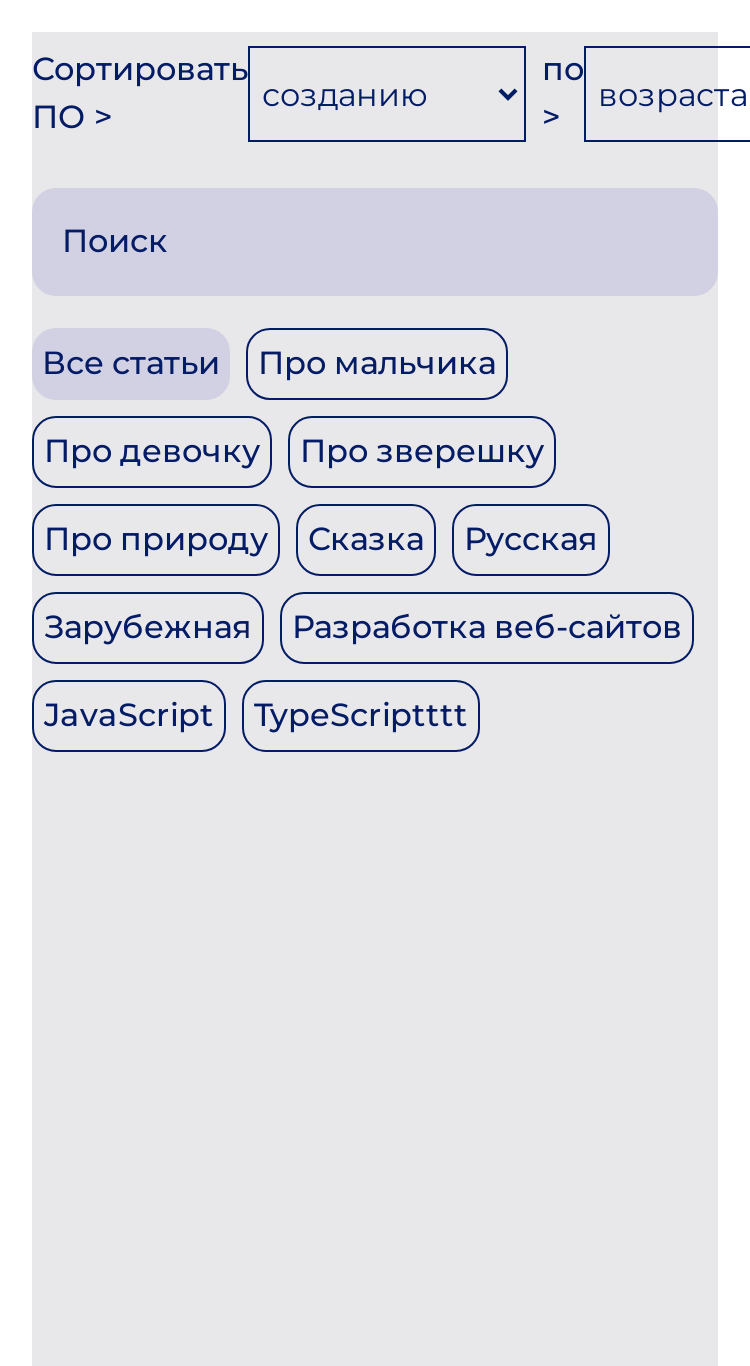 Сортировать ПО > созданию по > возраста
Поиск
Все статьи Про мальчика
Про девочку Про зверешку
Про природу Сказка Русская
Зарубежная Разработка веб-сайтов
JavaScript TypeScriptttt